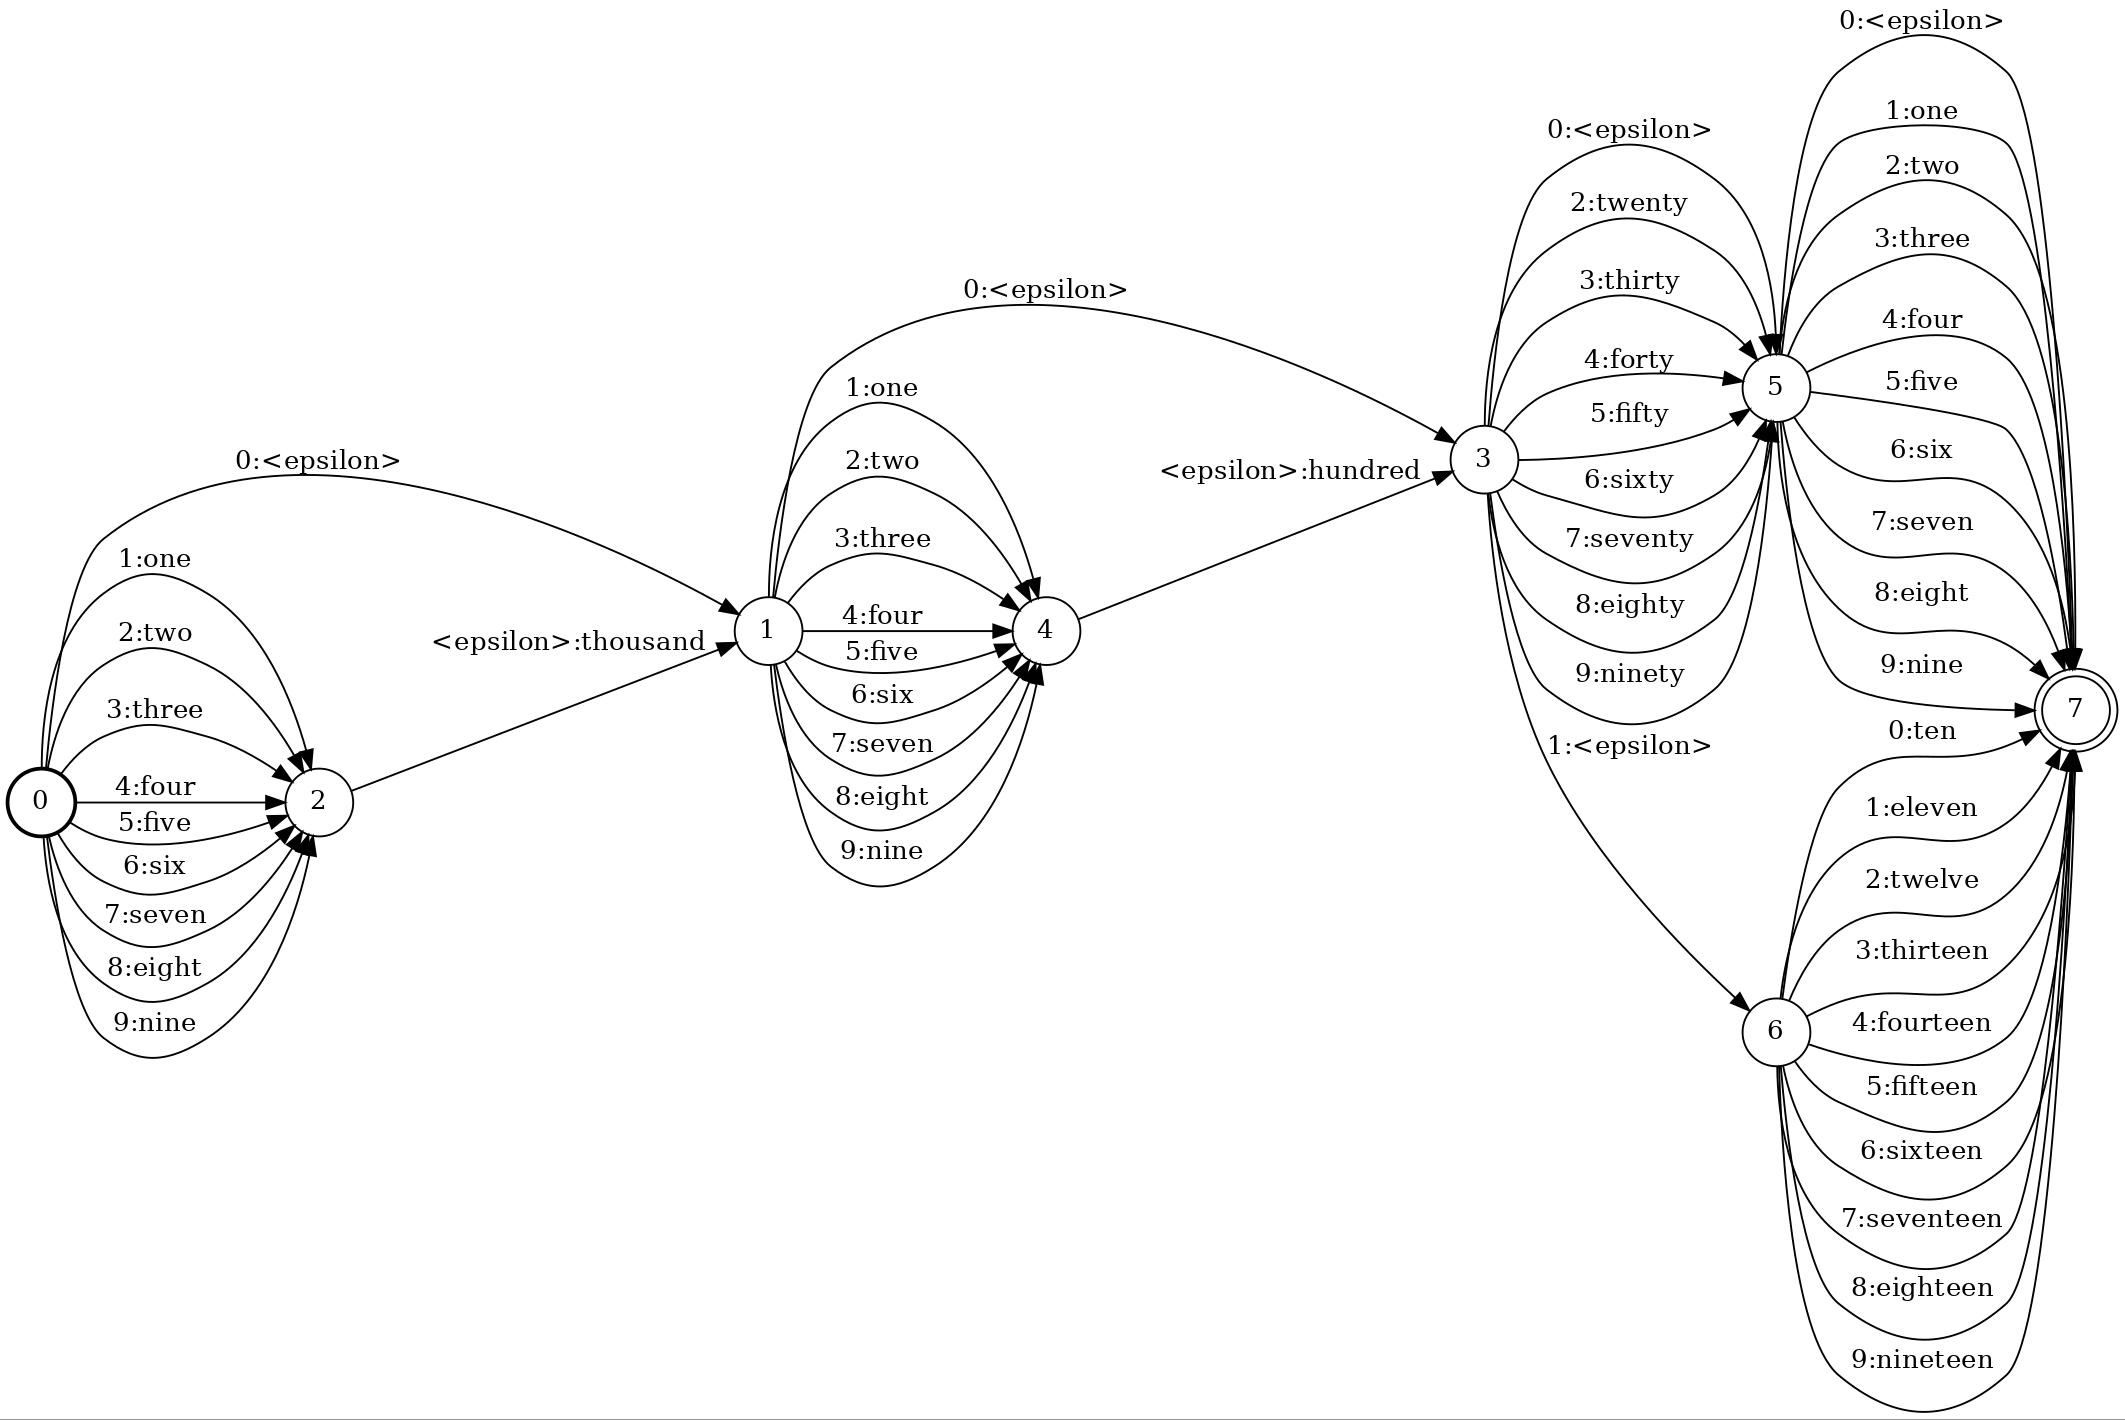 0:<epsilon>
1:one
2:two
3:three
4:four
5:five
6:six
7:seven
8:eight
9:nine
0
2
<epsilon>:thousand
0:<epsilon>
1:one
2:two
3:three
4:four
5:five
6:six
7:seven
8:eight
9:nine
1
4
<epsilon>:hundred
0:<epsilon>
2:twenty
3:thirty
4:forty
5:fifty
6:sixty
7:seventy
8:eighty
9:ninety
1:<epsilon>
3
5
0:<epsilon>
1:one
2:two
3:three
4:four
5:five
6:six
7:seven
8:eight
9:nine
7
0:ten
1:eleven
2:twelve
3:thirteen
4:fourteen
5:fifteen
6:sixteen
7:seventeen
8:eighteen
9:nineteen
6